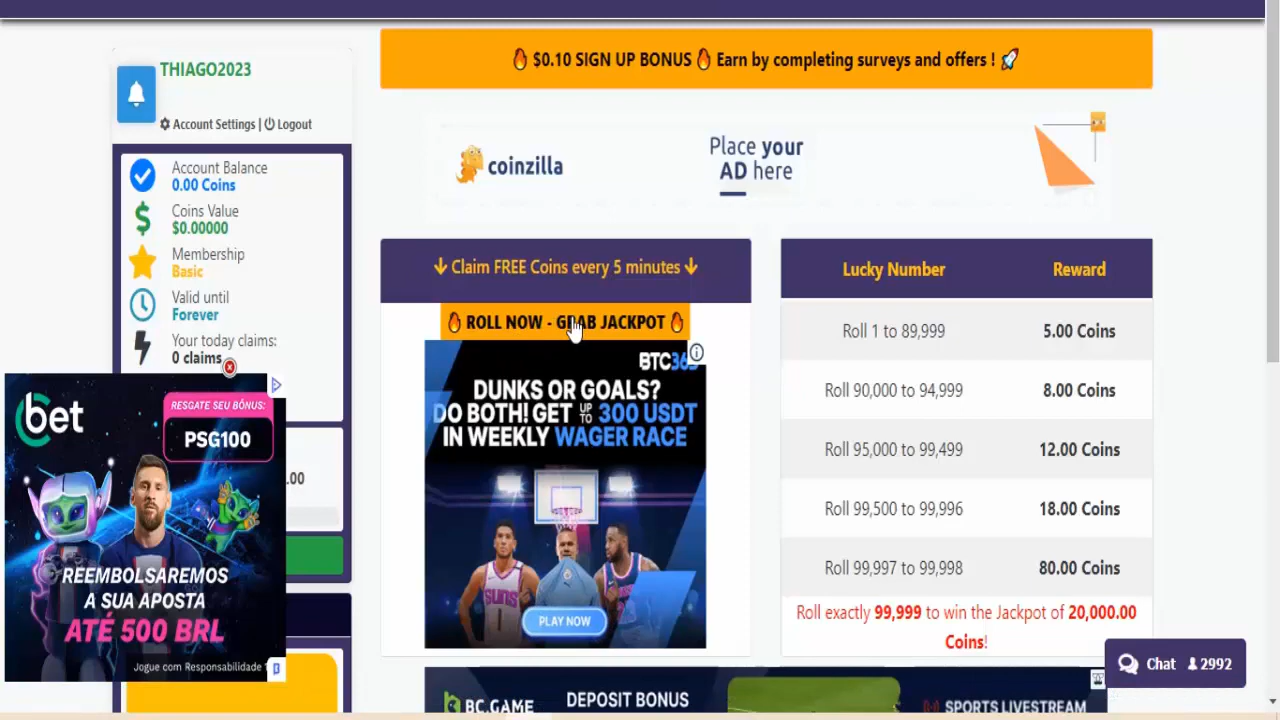 🔥 $0.10 SIGN UP BONUS 🔥 Earn by completing surveys and offers ! 🚀
THIAGO2023
Account Settings | Logout
Account Balance
0.00 Coins
Coins Value
$0.00000
Membership
Basic
Valid until
Forever
Your today claims:
0 claims
.00
coinzilla
Place your
AD here
↓ Claim FREE Coins every 5 minutes ↓
🔥 ROLL NOW - GRAB JACKPOT 🔥
DUNKS OR GOALS?
DO BOTH! GET UP TO 300 USDT
IN WEEKLY WAGER RACE
SUNS
PLAY NOW
Lucky Number Reward
Roll 1 to 89,999 5.00 Coins
Roll 90,000 to 94,999 8.00 Coins
Roll 95,000 to 99,499 12.00 Coins
Roll 99,500 to 99,996 18.00 Coins
Roll 99,997 to 99,998 80.00 Coins
Roll exactly 99,999 to win the Jackpot of 20,000.00
Coins!
bet
RESGATE SEU BÔNUS:
PSG100
REEMBOLSAREMOS
A SUA APOSTA
ATÉ 500 BRL
Jogue com Responsabilidade
BC.GAME
DEPOSIT BONUS
SPORTS LIVESTREAM
Chat 2992